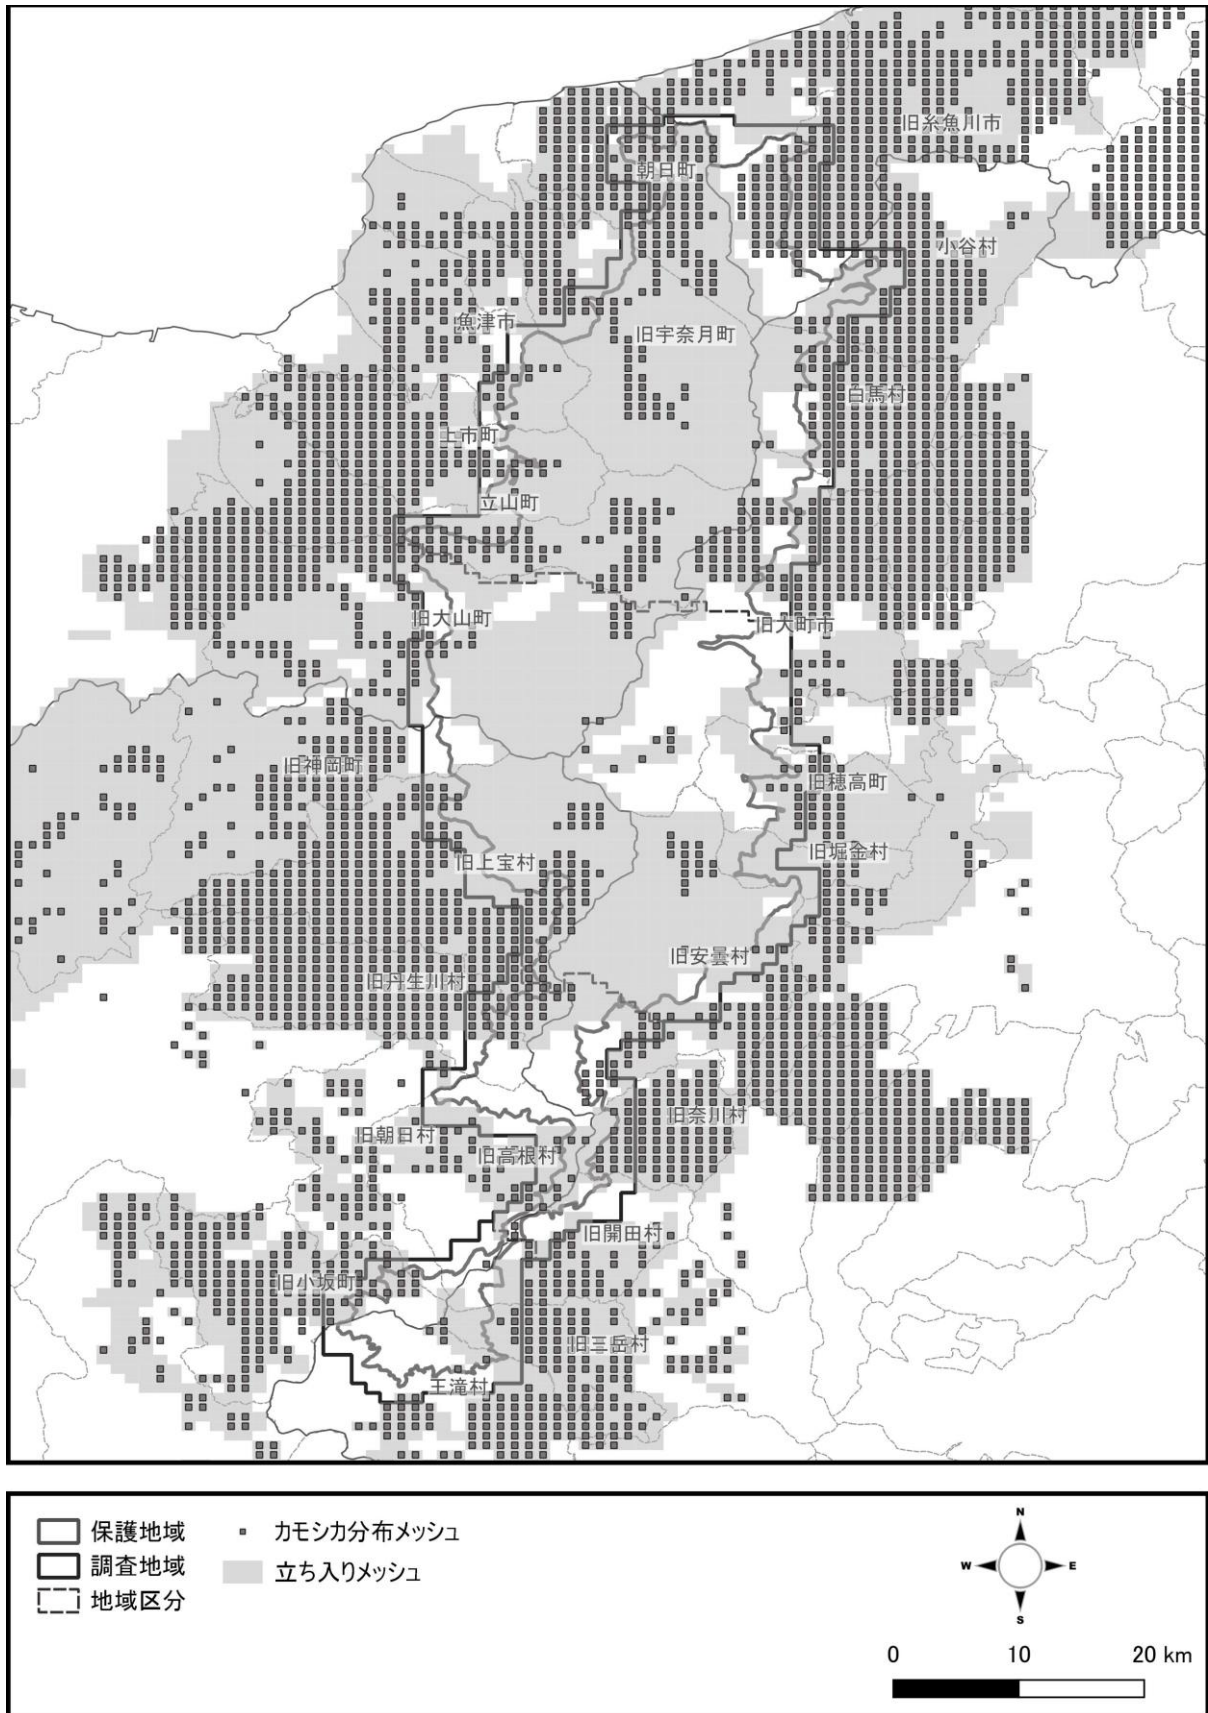 旧糸魚川市
朝日町
小谷村
魚津市
旧宇奈月町
白馬村
上市町
立山町
旧大山町
旧大町市
旧神岡町
旧穂高町
旧上宝村
旧堀金村
旧安曇村
旧丹生川村
旧奈川村
旧朝日村
旧高根村
旧開田村
旧小坂町
旧三岳村
王滝村
保護地域
カモシカ分布メッシュ
調査地域
立ち入りメッシュ
地域区分
N
W
E
S
0 10 20 km